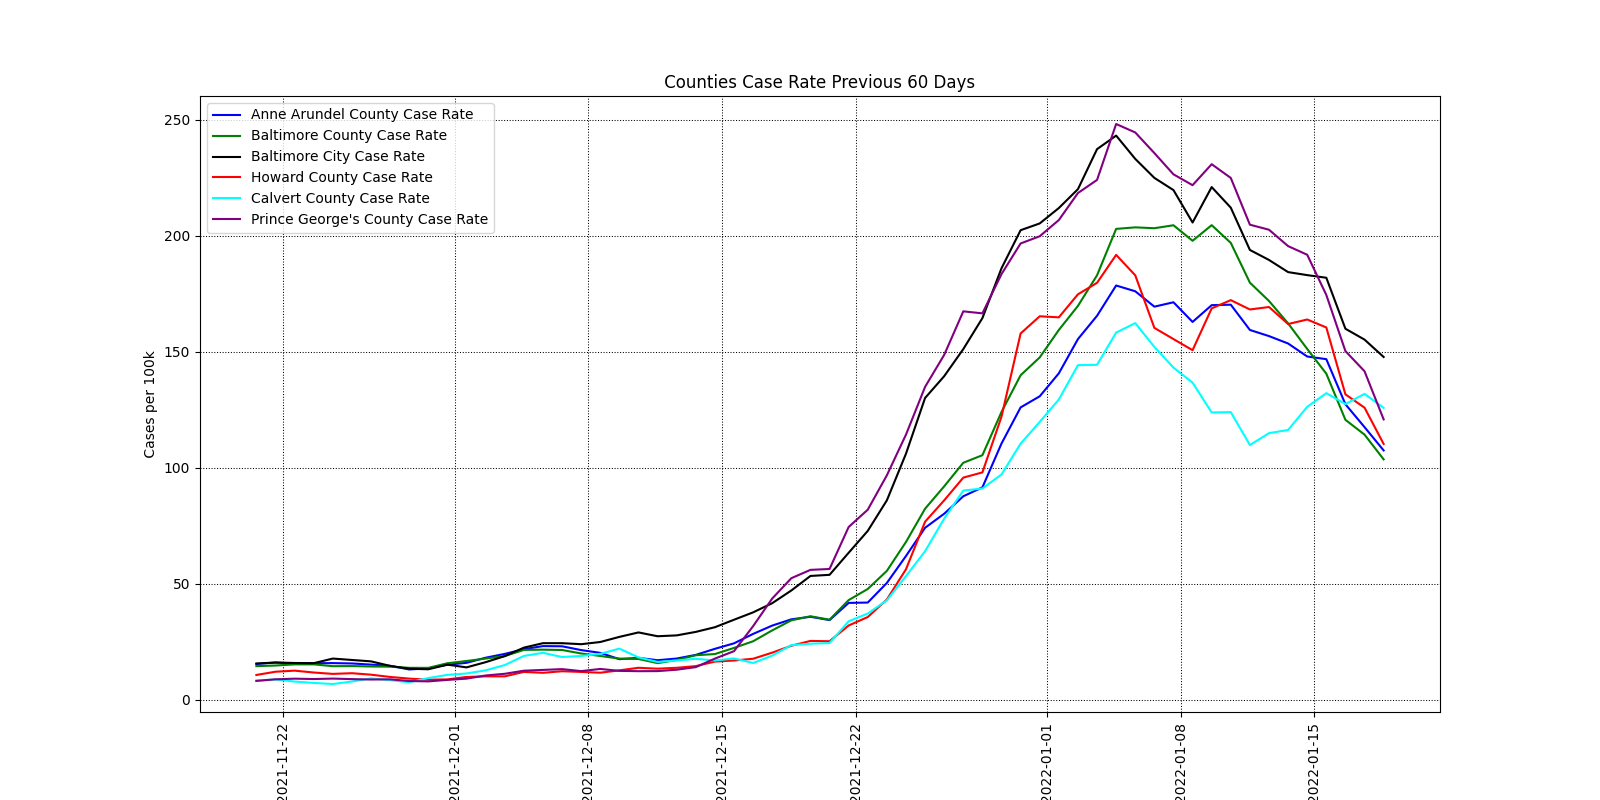 Counties Case Rate Previous 60 Days
Anne Arundel County Case Rate
Baltimore County Case Rate
Baltimore City Case Rate
Howard County Case Rate
Calvert County Case Rate
Prince George's County Case Rate
Cases per 100k
250
200
150
100
50
0
2021-11-22
2021-12-01
2021-12-08
2021-12-15
2021-12-22
2022-01-01
2022-01-08
2022-01-15